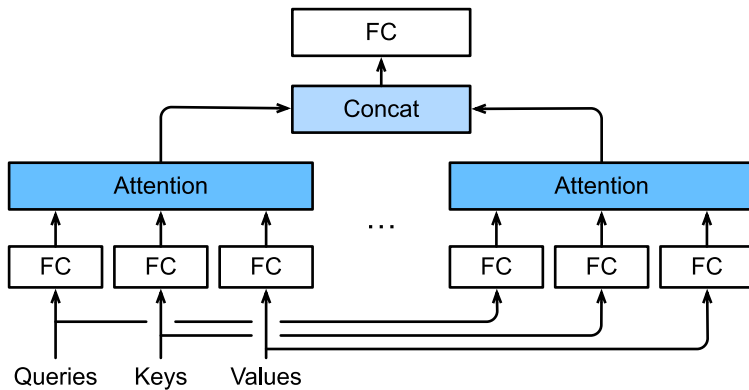 FC
Concat
Attention
Attention
...
FC
FC
FC
FC
FC
FC
Queries
Keys
Values